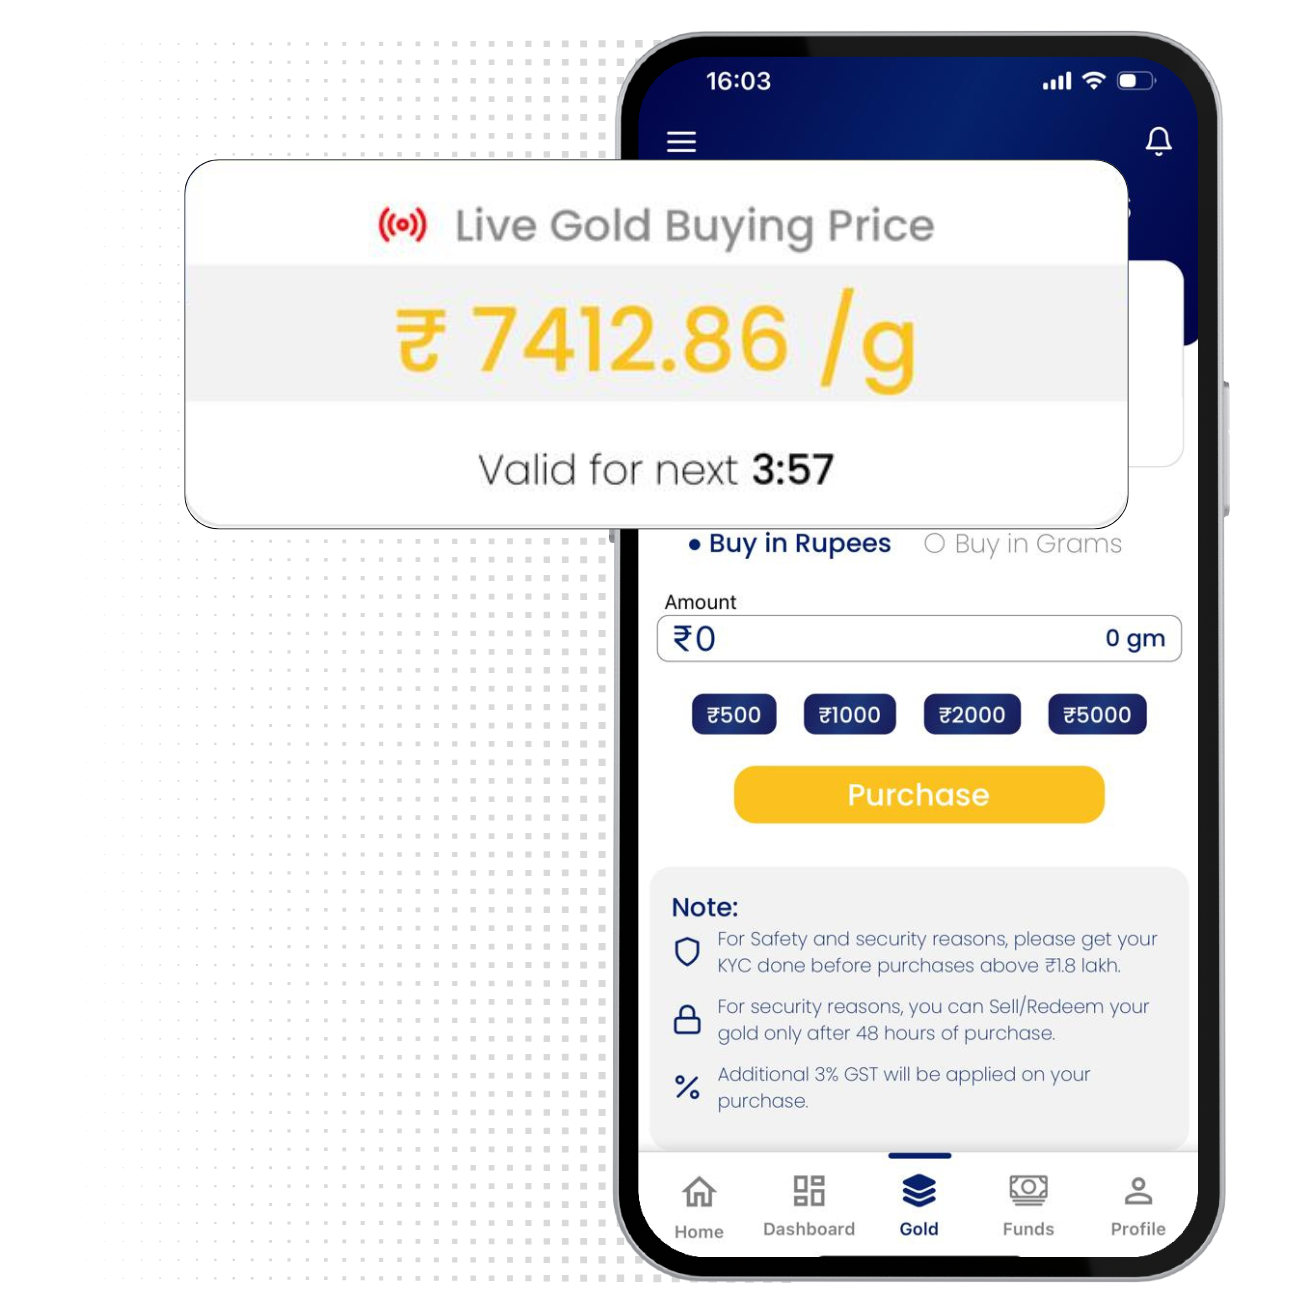 16:03
Live Gold Buying Price
₹ 7412.86 /g
Valid for next 3:57
Buy in Rupees Buy in Grams
Amount
₹0 0 gm
₹500 ₹1000 ₹2000 ₹5000
Purchase
Note:
For Safety and security reasons, please get your
KYC done before purchases above ₹1.8 lakh.
For security reasons, you can Sell/Redeem your
gold only after 48 hours of purchase.
Additional 3% GST will be applied on your
purchase.
Home Dashboard Gold Funds Profile